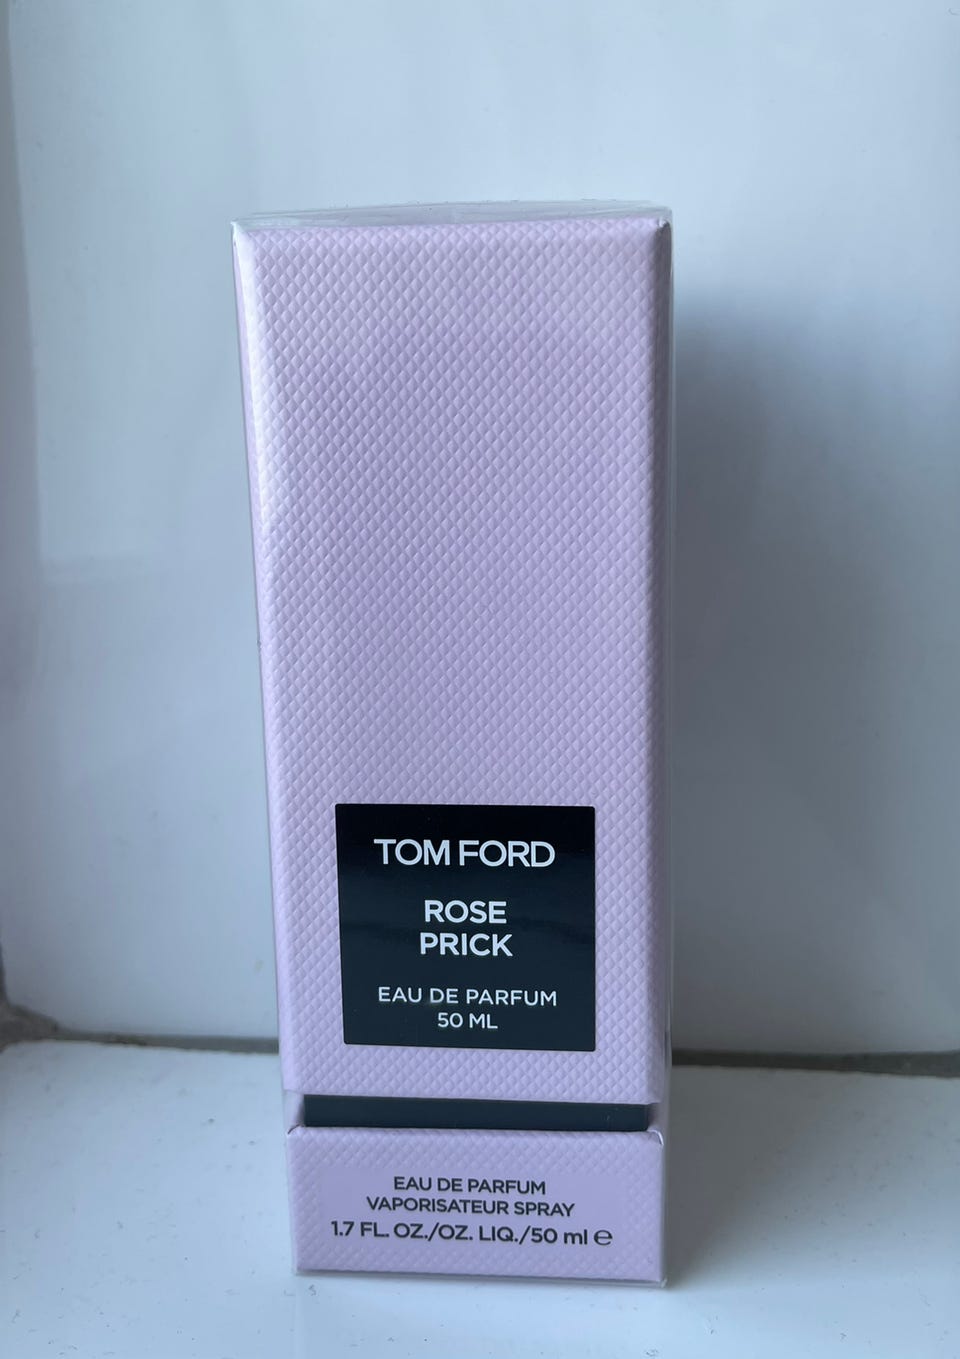 TOM FORD
ROSE
PRICK
EAU DE PARFUM
50 ML
EAU DE PARFUM
VAPORISATEUR SPRAY
1.7 FL. OZ./OZ. LIQ./50 ml ℮